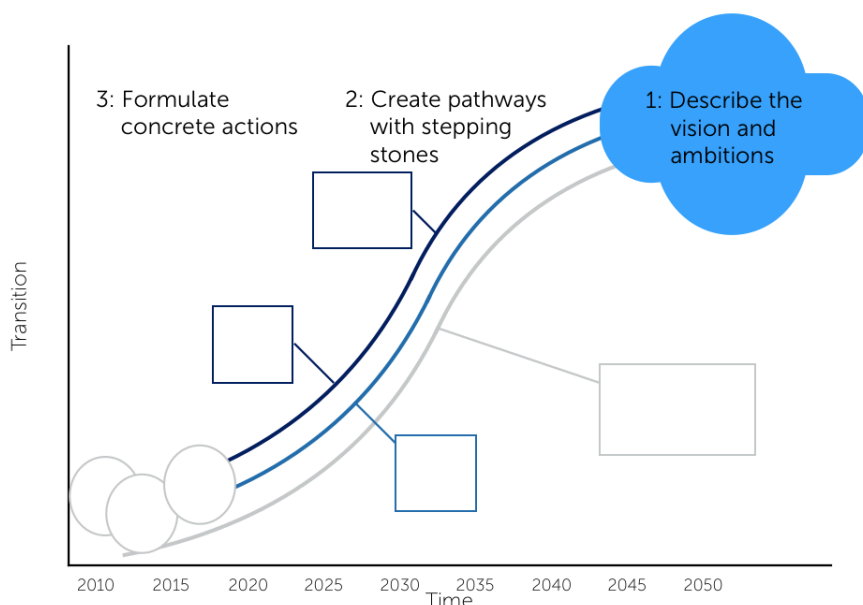 3: Formulate
concrete actions
2: Create pathways
with stepping
stones
1: Describe the
vision and
ambitions
Transition
2010 2015 2020 2025 2030 2035 2040 2045 2050
Time